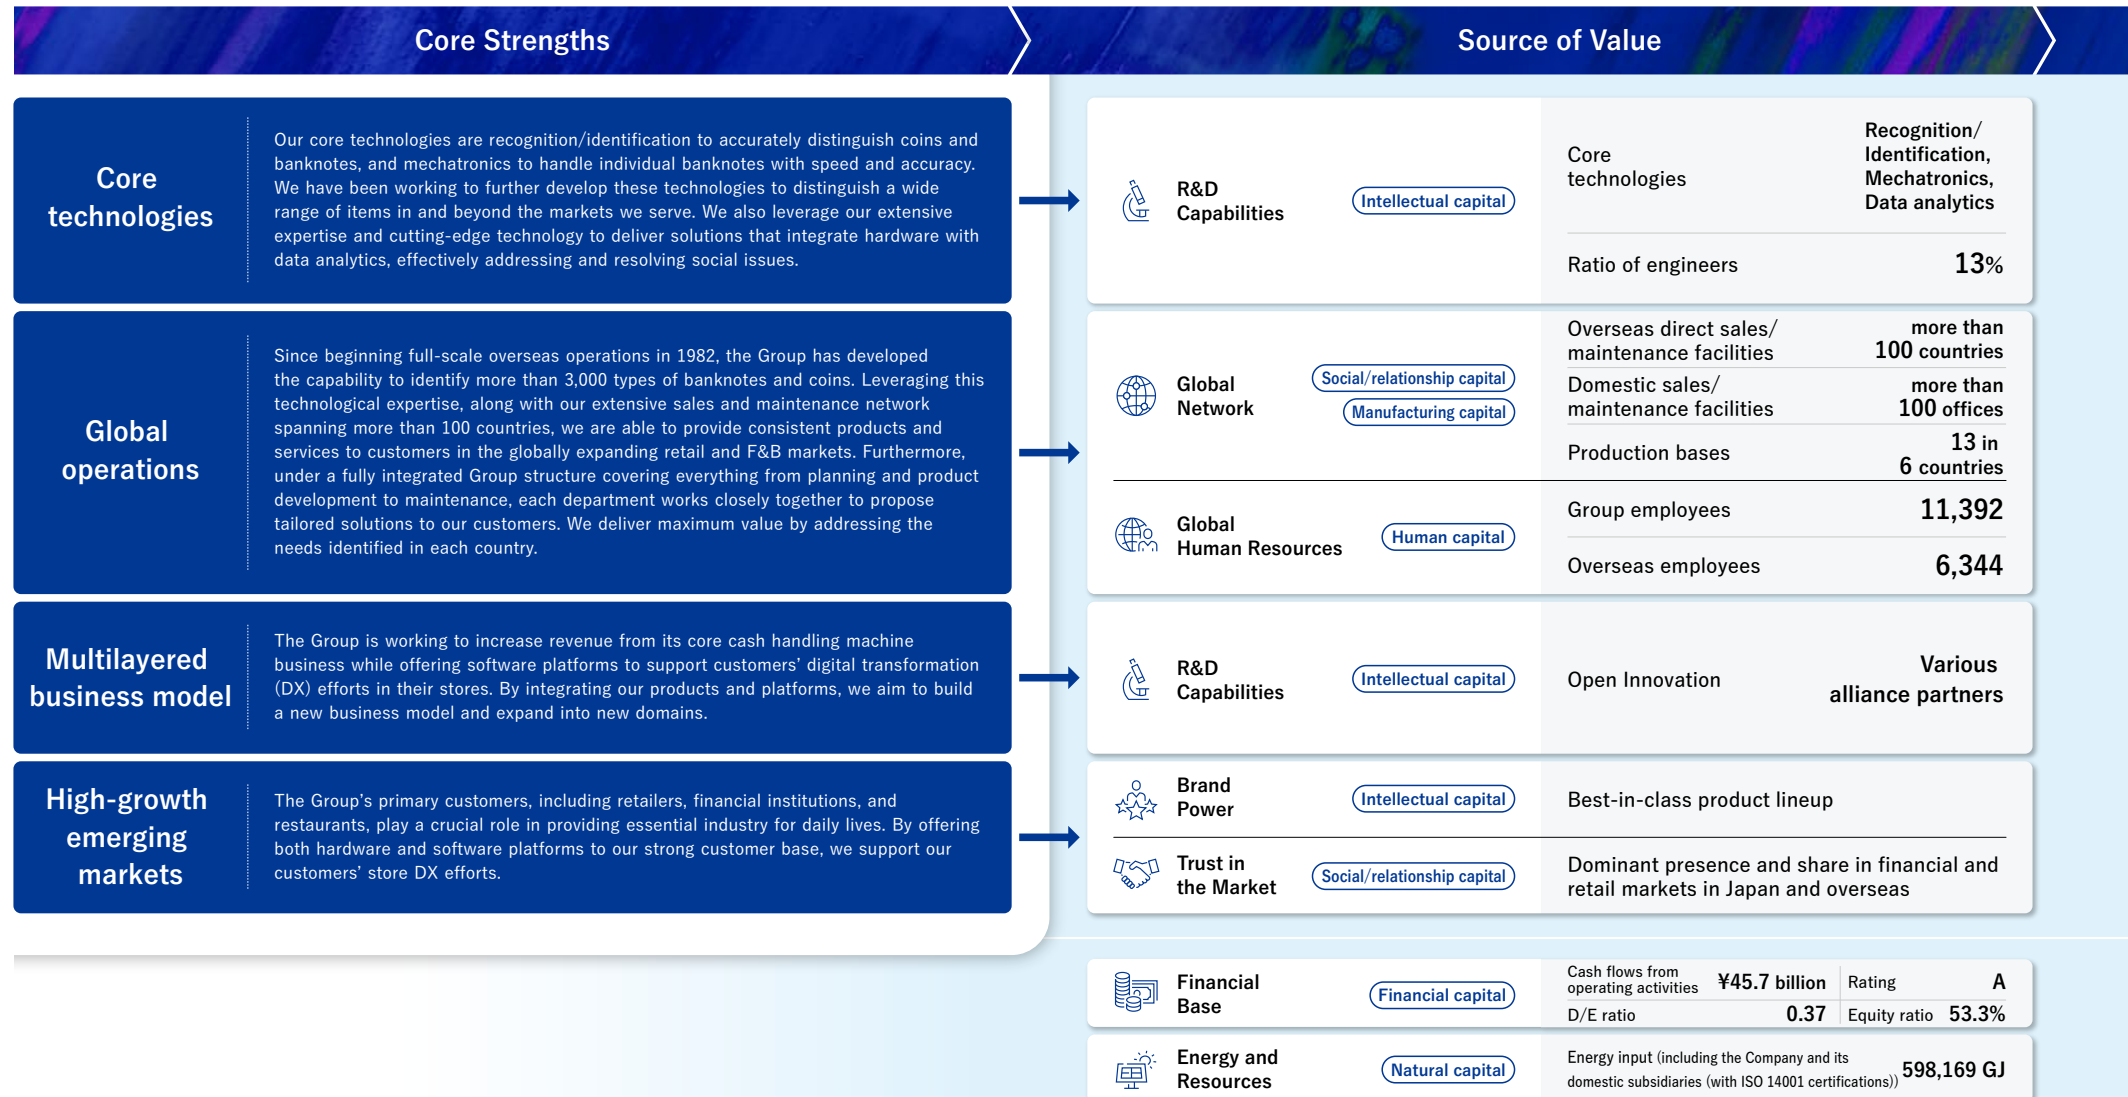 Core Strengths
Source of Value
Core
technologies
Our core technologies are recognition/identification to accurately distinguish coins and
banknotes, and mechatronics to handle individual banknotes with speed and accuracy.
We have been working to further develop these technologies to distinguish a wide
range of items in and beyond the markets we serve. We also leverage our extensive
expertise and cutting-edge technology to deliver solutions that integrate hardware with
data analytics, effectively addressing and resolving social issues.
R&D
Capabilities
Intellectual capital
Core
technologies
Recognition/
Identification,
Mechatronics,
Data analytics
Ratio of engineers
13%
Global
operations
Since beginning full-scale overseas operations in 1982, the Group has developed
the capability to identify more than 3,000 types of banknotes and coins. Leveraging this
technological expertise, along with our extensive sales and maintenance network
spanning more than 100 countries, we are able to provide consistent products and
services to customers in the globally expanding retail and F&B markets. Furthermore,
under a fully integrated Group structure covering everything from planning and product
development to maintenance, each department works closely together to propose
tailored solutions to our customers. We deliver maximum value by addressing the
needs identified in each country.
Global
Network
Social/relationship capital
Manufacturing capital
Overseas direct sales/
maintenance facilities
more than
100 countries
Domestic sales/
maintenance facilities
more than
100 offices
Production bases
13 in
6 countries
Global
Human Resources
Human capital
Group employees
11,392
Overseas employees
6,344
Multilayered
business model
The Group is working to increase revenue from its core cash handling machine
business while offering software platforms to support customers' digital transformation
(DX) efforts in their stores. By integrating our products and platforms, we aim to build
a new business model and expand into new domains.
R&D
Capabilities
Intellectual capital
Open Innovation
Various
alliance partners
High-growth
emerging
markets
The Group's primary customers, including retailers, financial institutions, and
restaurants, play a crucial role in providing essential industry for daily lives. By offering
both hardware and software platforms to our strong customer base, we support our
customers' store DX efforts.
Brand
Power
Intellectual capital
Best-in-class product lineup
Trust in
the Market
Social/relationship capital
Dominant presence and share in financial and
retail markets in Japan and overseas
Financial
Base
Financial capital
Cash flows from
operating activities
¥45.7 billion
Rating
A
D/E ratio
0.37
Equity ratio
53.3%
Energy and
Resources
Natural capital
Energy input (including the Company and its
domestic subsidiaries (with ISO 14001 certifications))
598,169 GJ